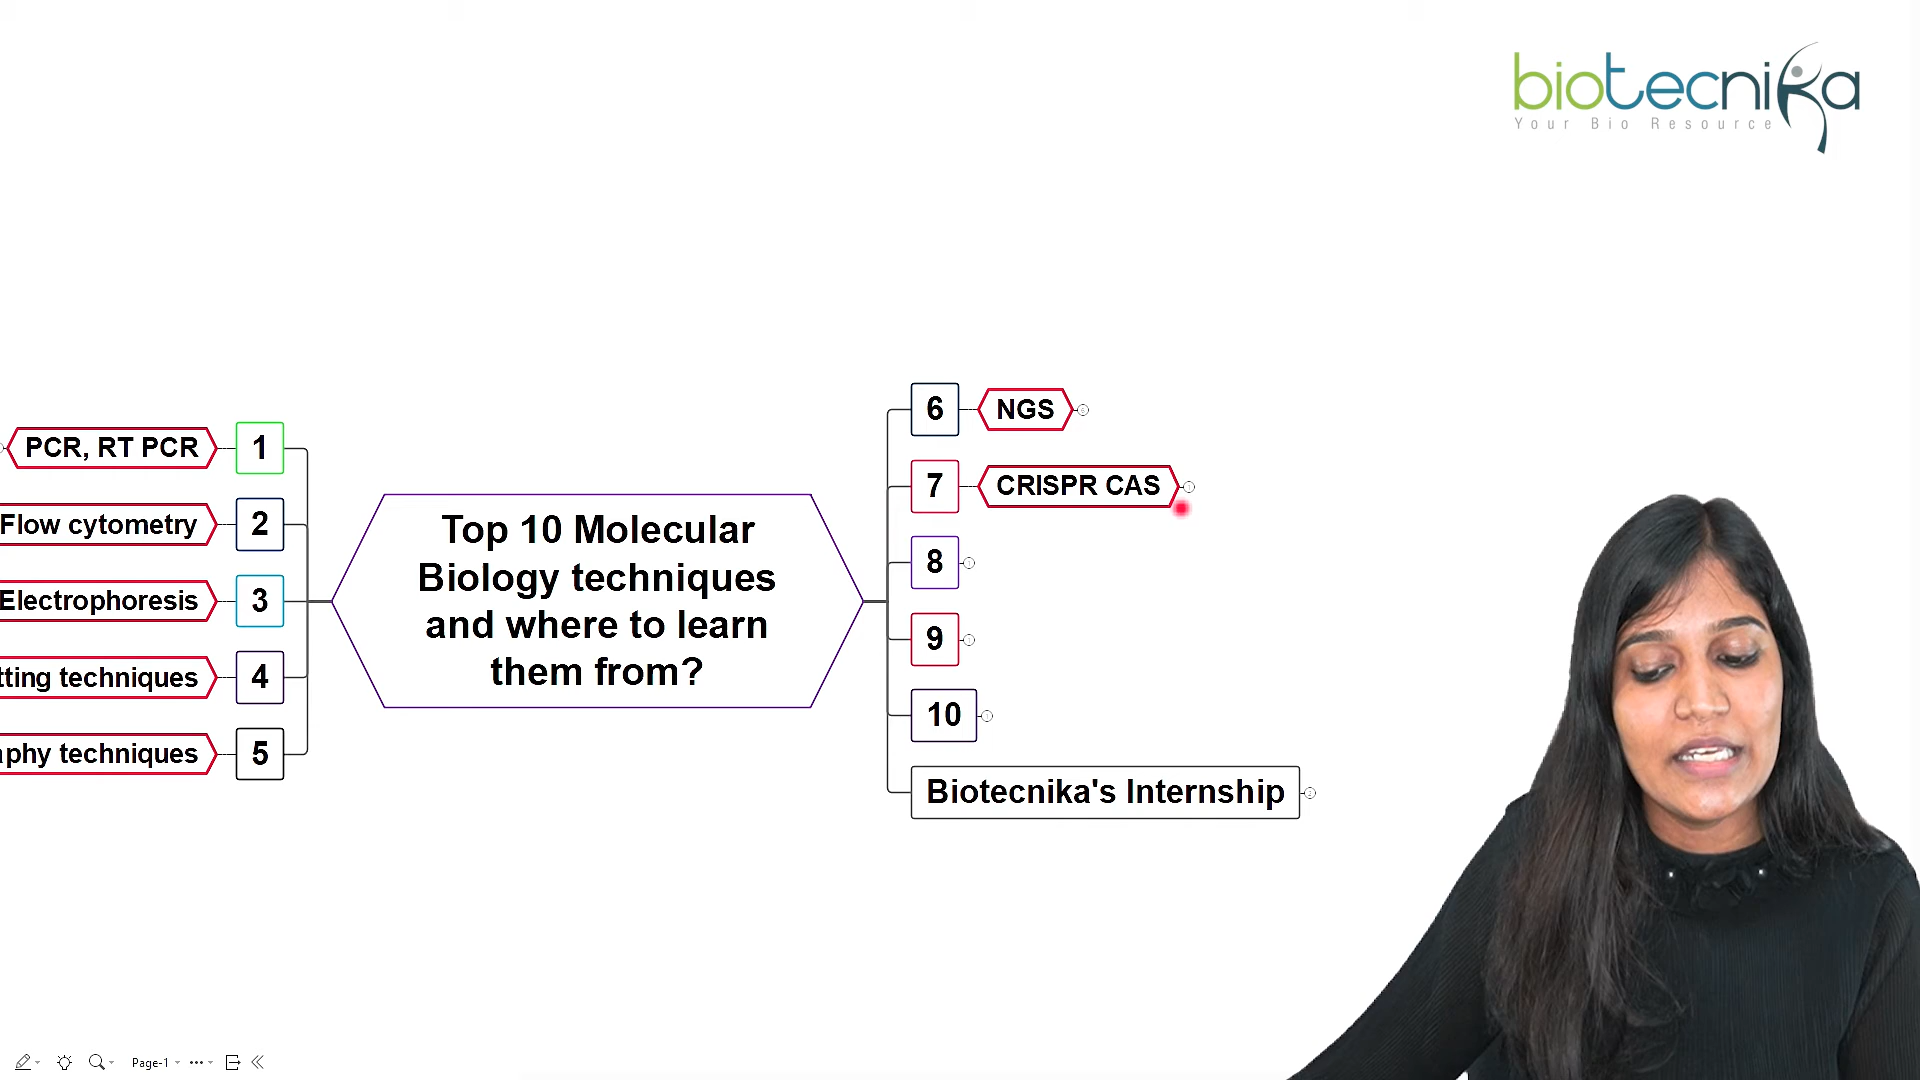 biotecnika
Your Bio Resource
PCR, RT PCR
1
Flow cytometry
2
Electrophoresis
3
techniques
4
techniques
5
Top 10 Molecular
Biology techniques
and where to learn
them from?
6
NGS
7
CRISPR CAS
8
9
10
Biotecnika's Internship
Page-1